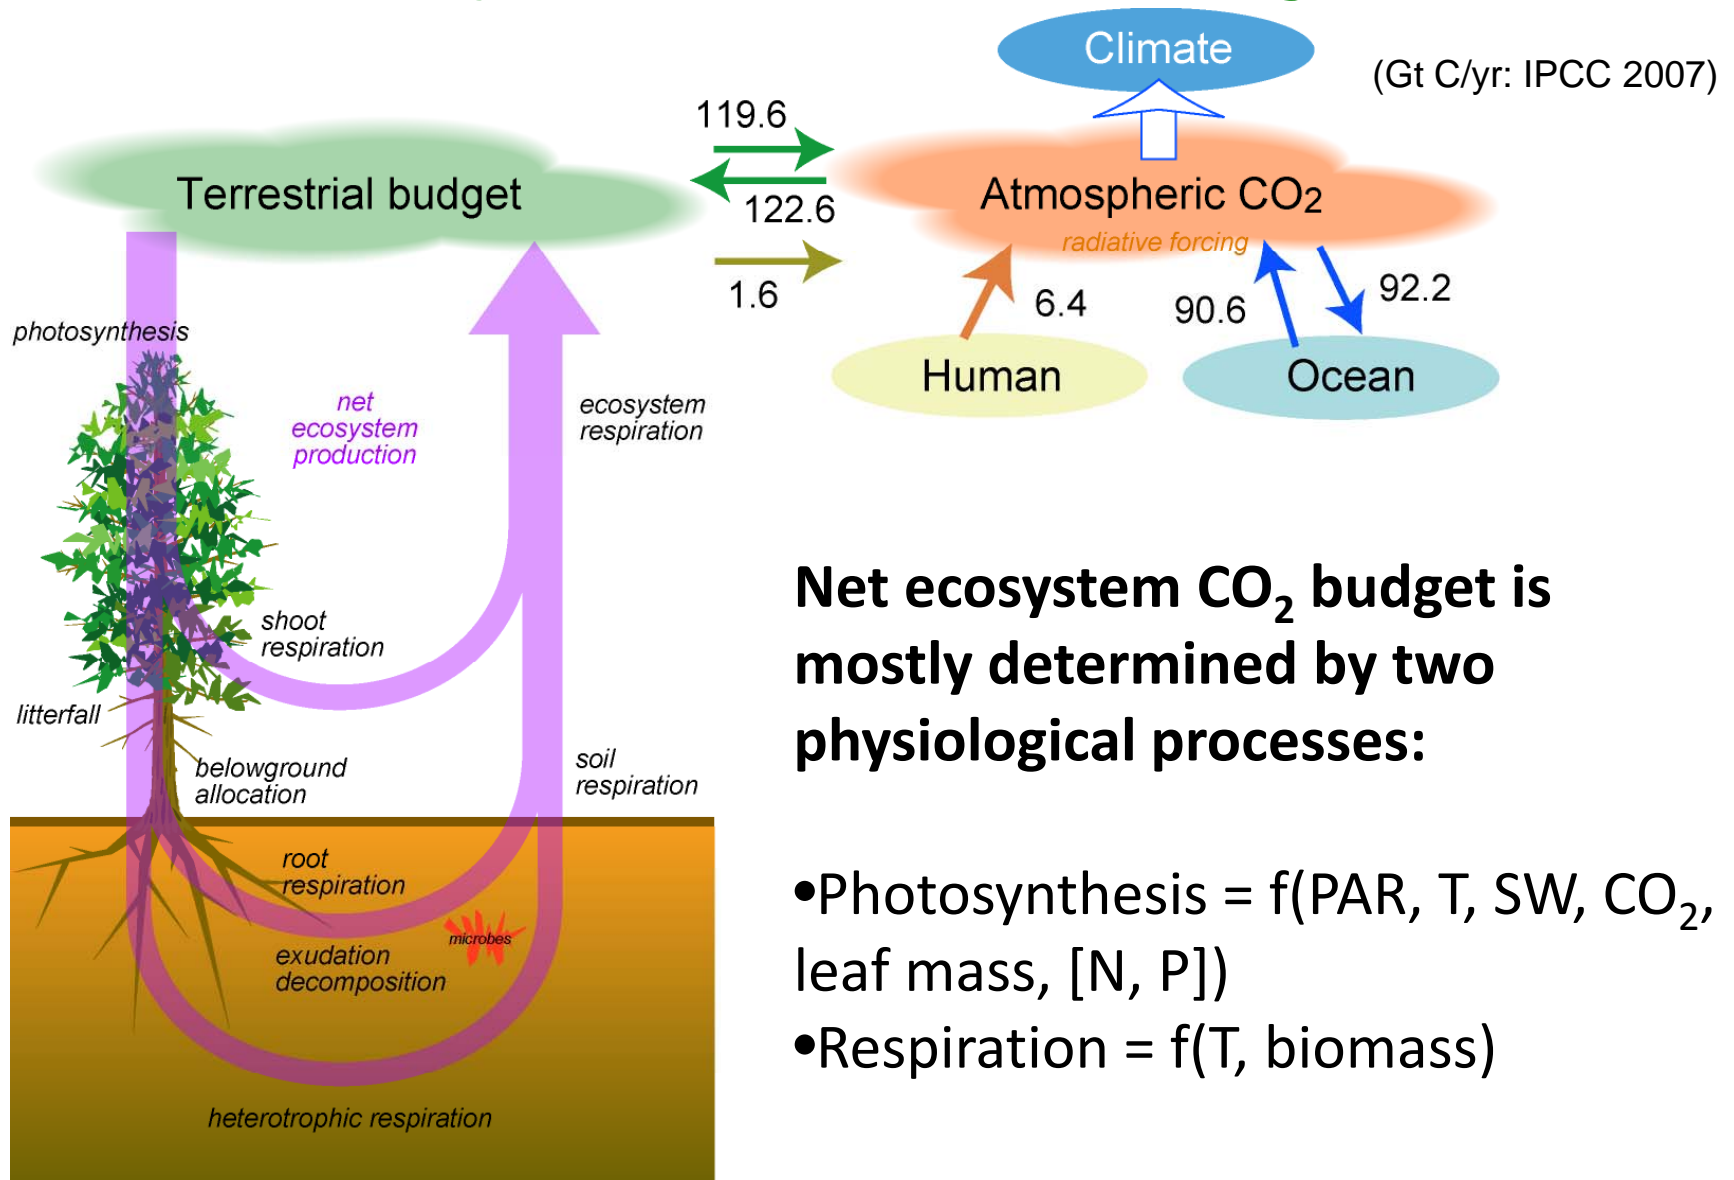 Climate
(Gt C/yr: IPCC 2007)
119.6
Terrestrial budget
Atmospheric CO2
122.6
radiative forcing
1.6
6.4
90.6
92.2
Human
Ocean
photosynthesis
net
ecosystem
production
ecosystem
respiration
shoot
respiration
litterfall
belowground
allocation
soil
respiration
root
respiration
microbes
exudation
decomposition
heterotrophic respiration
Net ecosystem CO₂ budget is
mostly determined by two
physiological processes:
•Photosynthesis = f(PAR, T, SW, CO₂,
leaf mass, [N, P])
•Respiration = f(T, biomass)